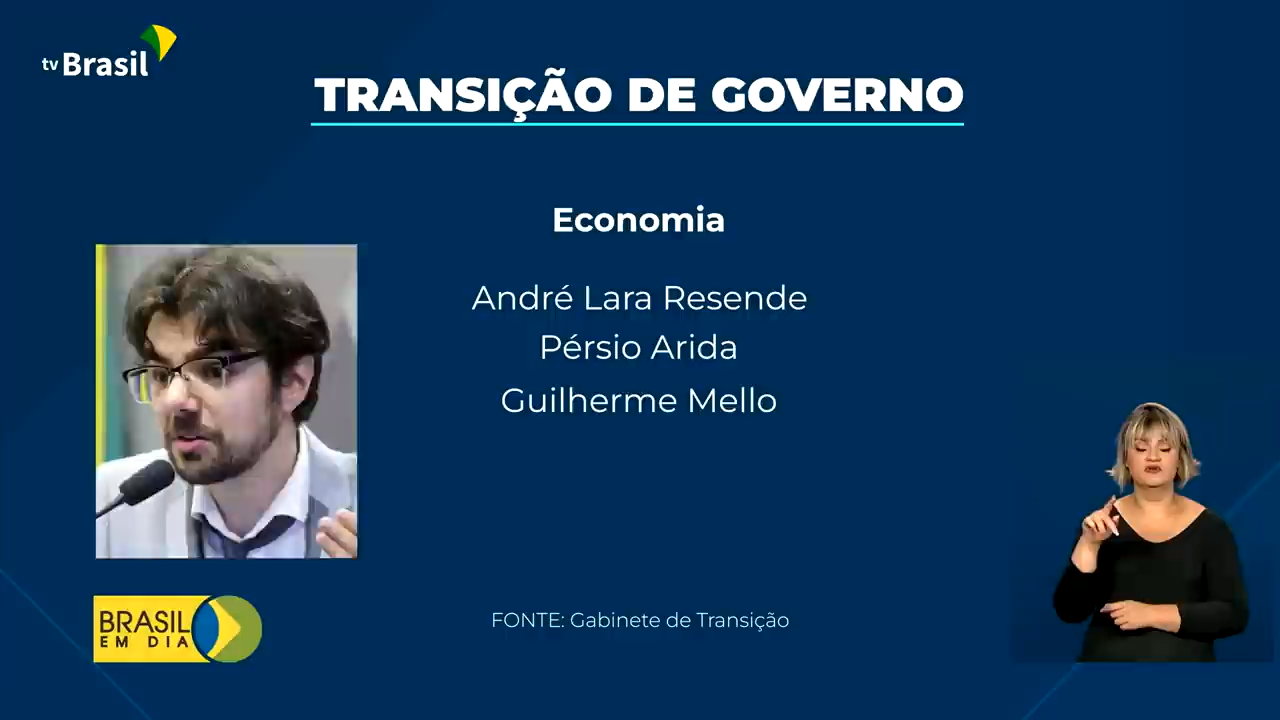 tv Brasil
TRANSIÇÃO DE GOVERNO
Economia
André Lara Resende
Pérsio Arida
Guilherme Mello
BRASIL
EM DIA
FONTE: Gabinete de Transição